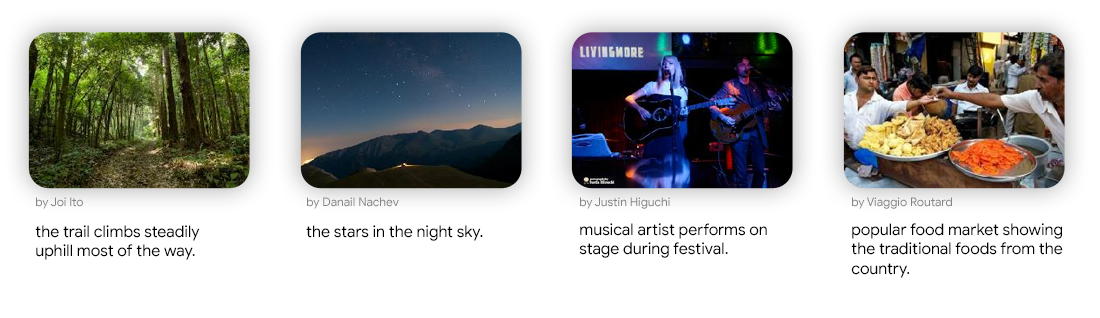 LIVING&MORE
by Joi Ito
by Danail Nachev
by Justin Higuchi
by Viaggio Routard
the trail climbs steadily
uphill most of the way.
the stars in the night sky.
musical artist performs on
stage during festival.
popular food market showing
the traditional foods from the
country.